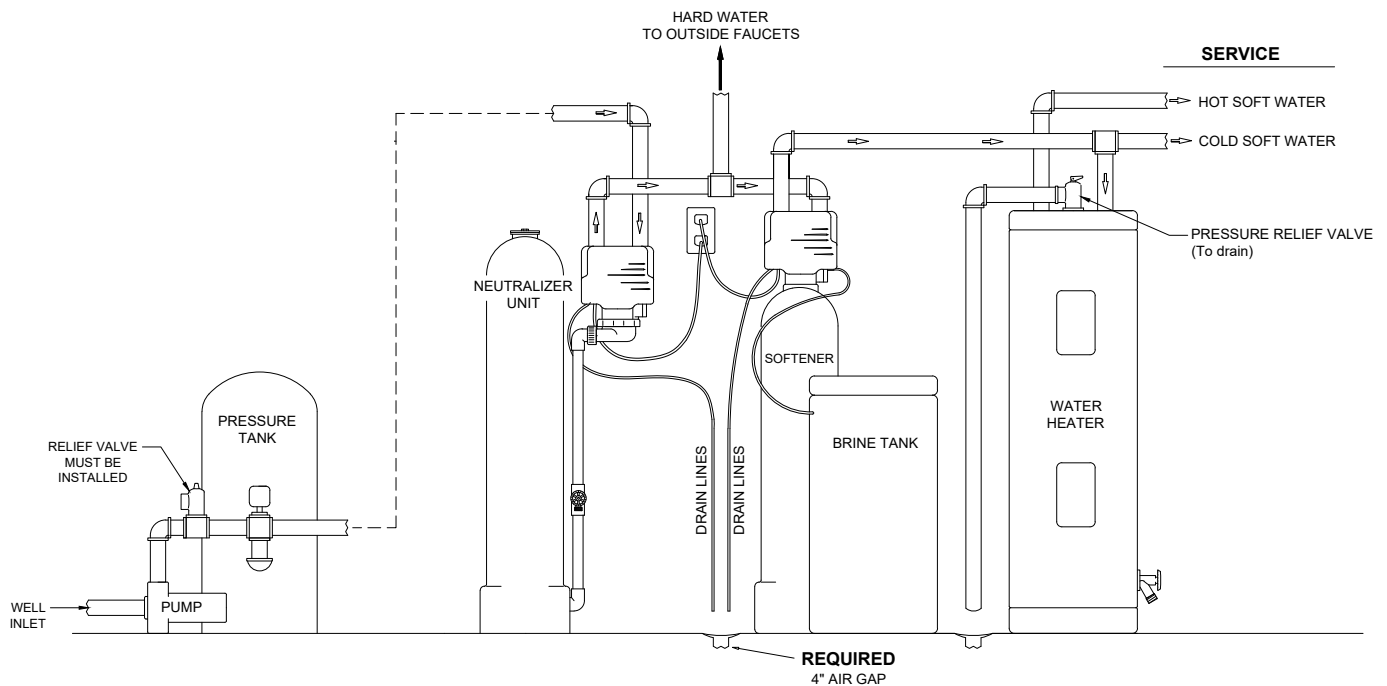 HARD WATER
TO OUTSIDE FAUCETS
SERVICE
HOT SOFT WATER
COLD SOFT WATER
PRESSURE RELIEF VALVE
(To drain)
NEUTRALIZER
UNIT
SOFTENER
PRESSURE
TANK
WATER
HEATER
BRINE TANK
RELIEF VALVE
MUST BE
INSTALLED
DRAIN LINES
DRAIN LINES
WELL
INLET
PUMP
REQUIRED
4" AIR GAP